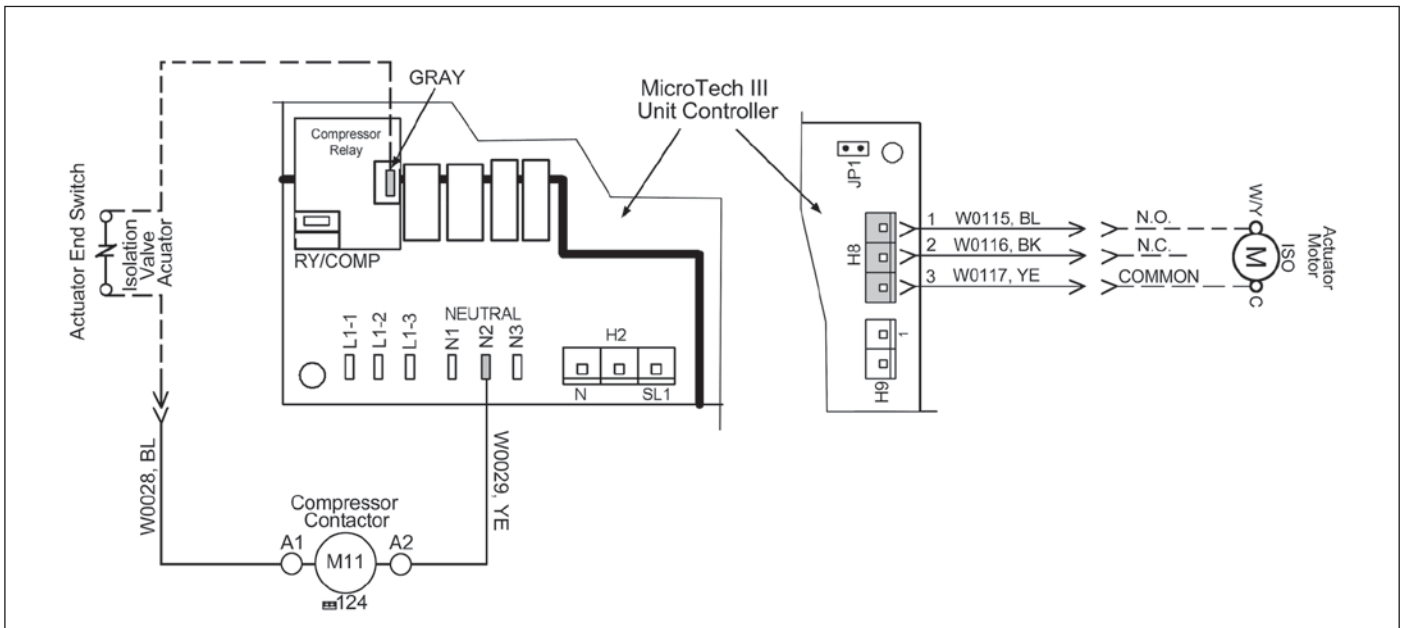 GRAY
MicroTech III
Unit Controller
Compressor
Relay
RY/COMP
Actuator End Switch
Isolation
Valve
Acuator
L1-1
L1-2
L1-3
NEUTRAL
N1
N2
N3
H2
N
SL1
W0028, BL
W0029, YE
Compressor
Contactor
A1
M11
A2
124
JP1
H8
1
W0115, BL
N.O.
2
W0116, BK
N.C.
3
W0117, YE
COMMON
1
H9
W/Y
M
C
ISO
Actuator
Motor